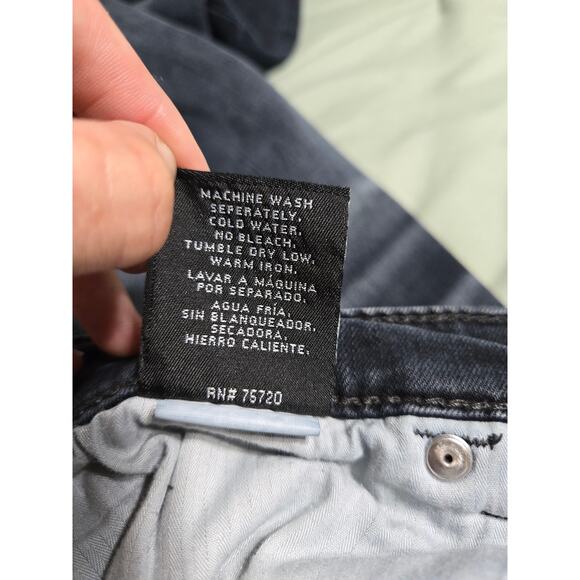 MACHINE WASH
SEPERATELY.
COLD WATER.
NO BLEACH.
TUMBLE DRY LOW.
WARM IRON.
LAVAR A MÁQUINA
POR SEPARADO.
AGUA FRÍA.
SIN BLANQUEADOR.
SECADORA.
HIERRO CALIENTE.
RN# 76720